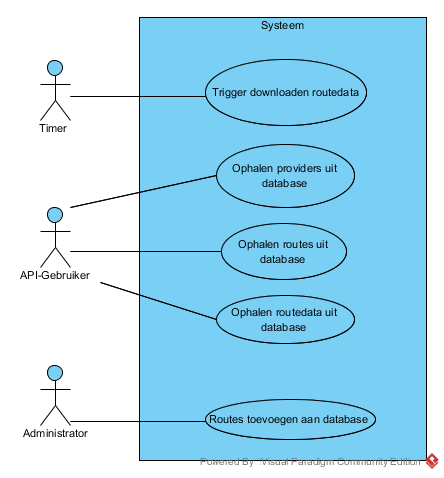 Systeem
Trigger downloaden routedata
Timer
Ophalen providers uit
database
Ophalen routes uit
database
API-Gebruiker
Ophalen routedata uit
database
Routes toevoegen aan database
Administrator
Powered By Visual Paradigm Community Edition